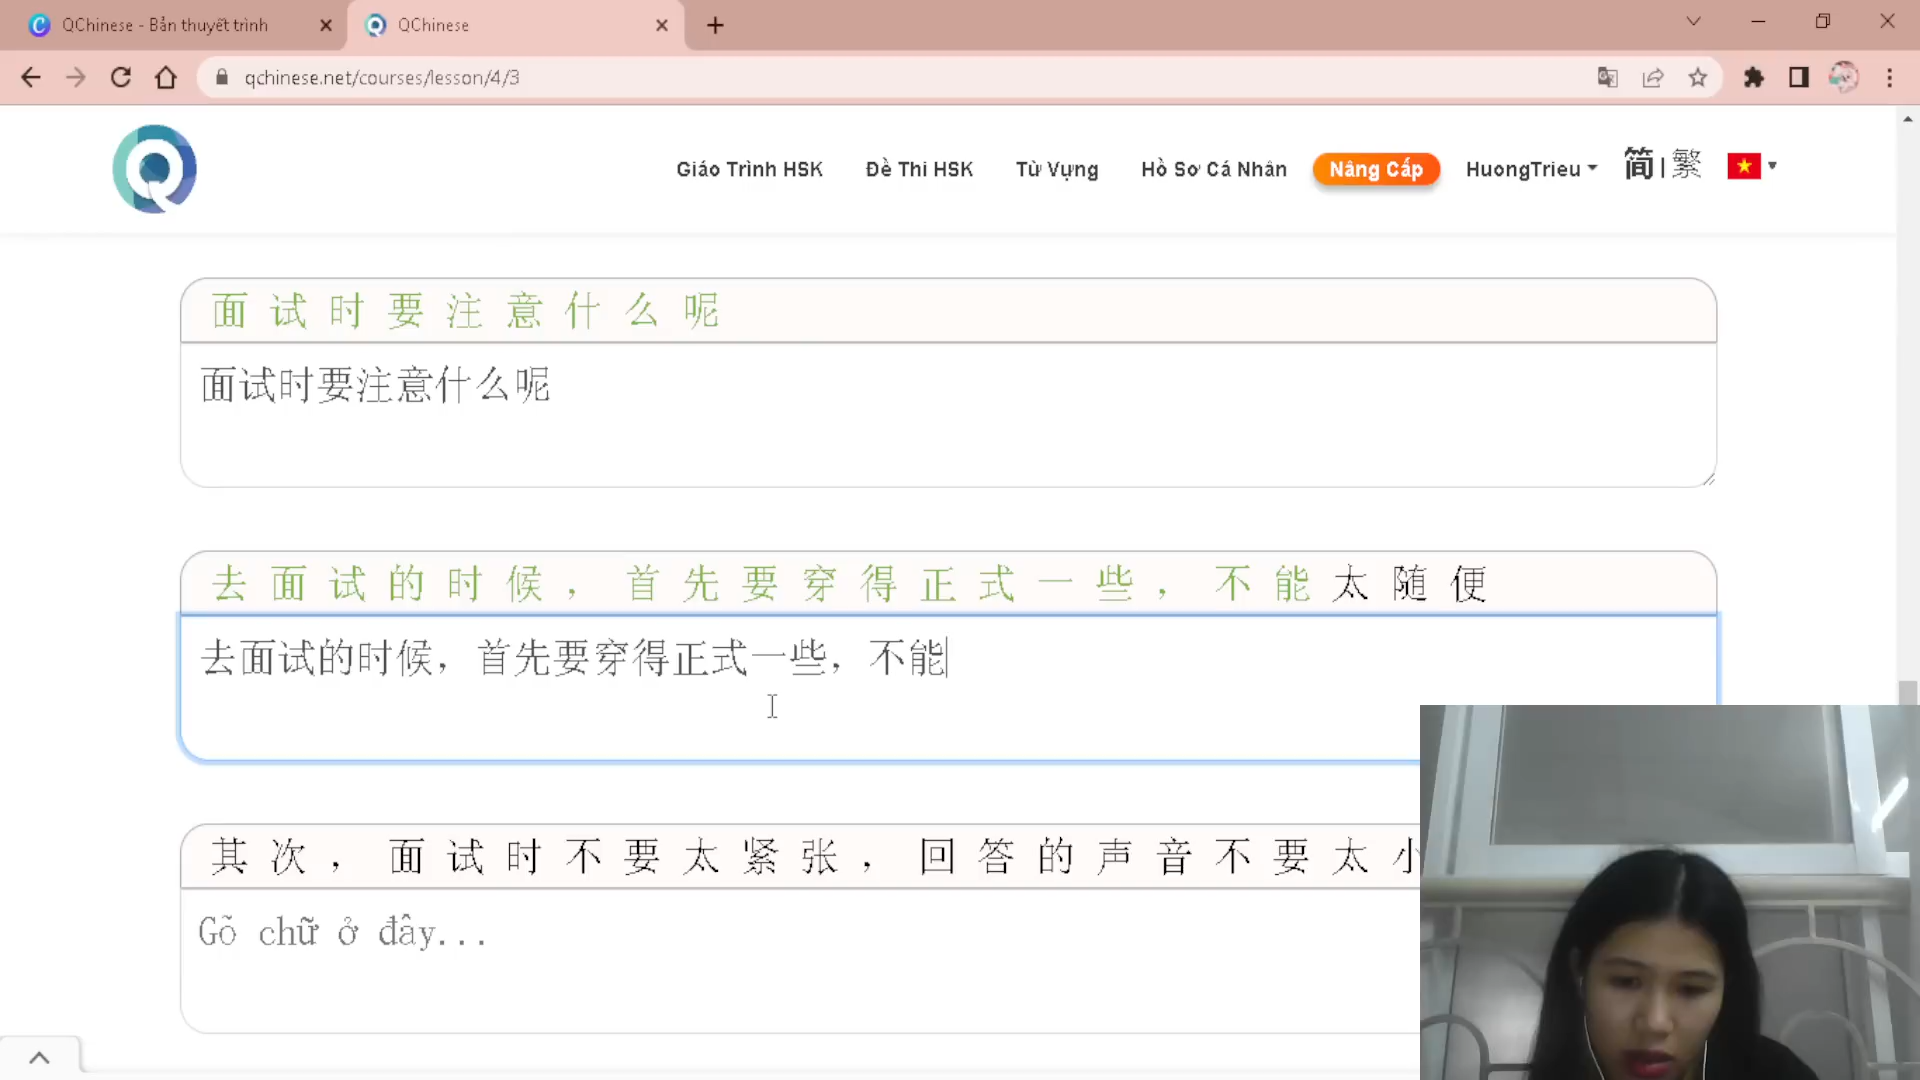 QChinese - Bản thuyết trình
QChinese
qchinese.net/courses/lesson/4/3
Giáo Trình HSK
Đề Thi HSK
Từ Vựng
Hồ Sơ Cá Nhân
Nâng Cấp
HuongTrieu
简 | 繁
面试时要注意什么呢
面试时要注意什么呢
去面试的时候，首先要穿得正式一些，不能太随便
去面试的时候，首先要穿得正式一些，不能
其次，面试时不要太紧张，回答的声音不要太小
Gõ chữ ở đây...